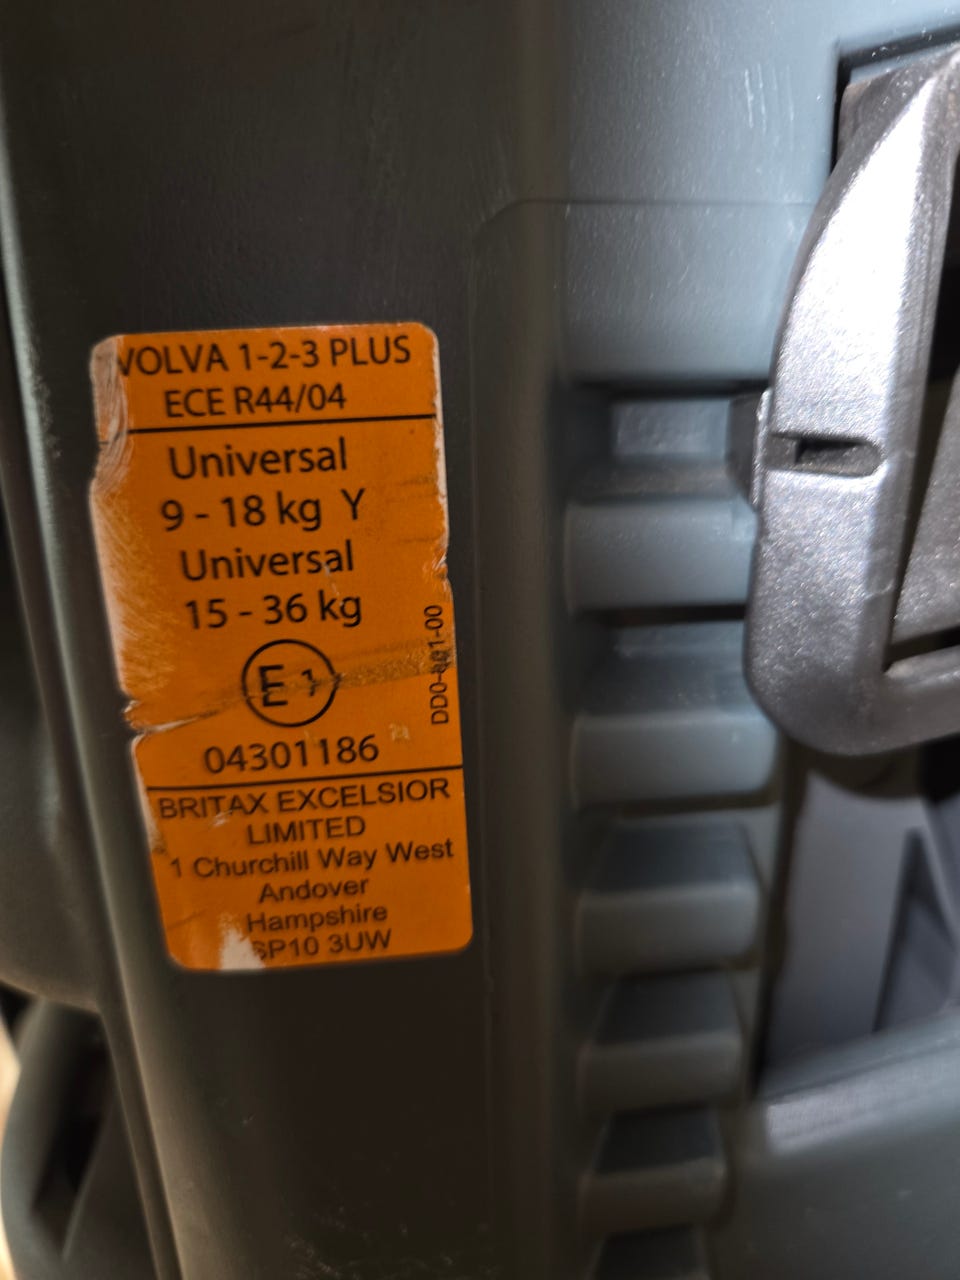 VOLVA 1-2-3 PLUS
ECE R44/04
Universal
9 - 18 kg Y
Universal
15 - 36 kg
E 1
04301186
BRITAX EXCELSIOR
LIMITED
1 Churchill Way West
Andover
Hampshire
SP10 3UW